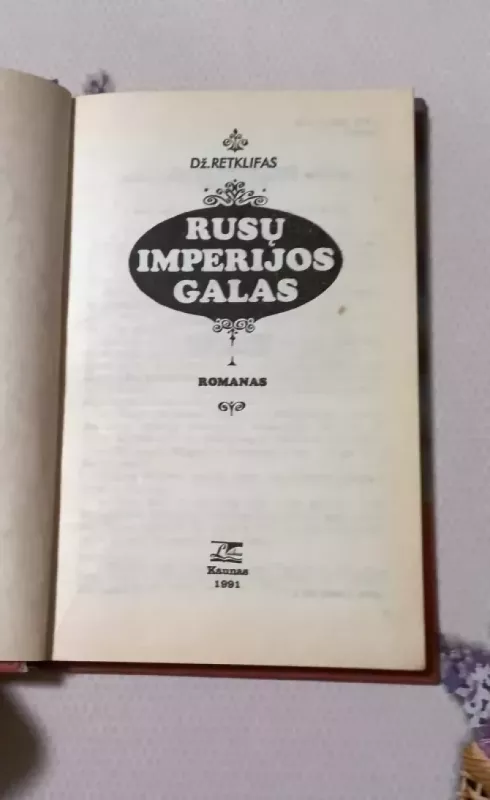 DŽ.RETKLIFAS
RUSŲ
IMPERIJOS
GALAS
ROMANAS
Kaunas
1991